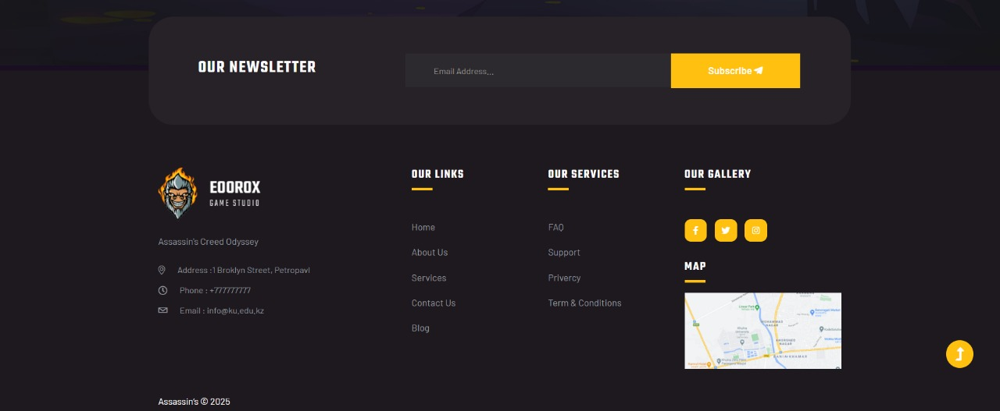 OUR NEWSLETTER
Email Address...
Subscribe
EOOROX
GAME STUDIO
Assassin's Creed Odyssey
Address :1 Broklyn Street, Petropavl
Phone : +777777777
Email : info@ku.edu.kz
OUR LINKS
Home
About Us
Services
Contact Us
Blog
OUR SERVICES
FAQ
Support
Privercy
Term & Conditions
OUR GALLERY
MAP
Assassin's © 2025